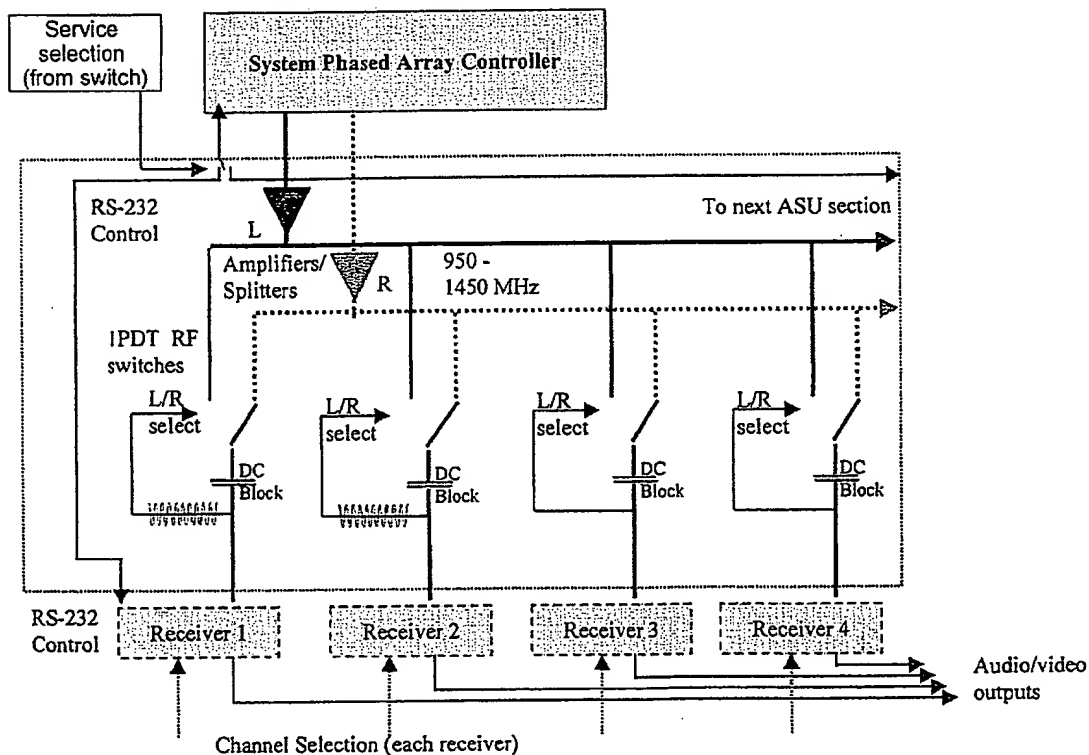 Service
selection
(from switch)
System Phased Array Controller
RS-232
Control
L
To next ASU section
Amplifiers/
Splitters
R
950 -
1450 MHz
1PDT RF
switches
L/R
select
L/R
select
L/R
select
L/R
select
DC
Block
DC
Block
DC
Block
DC
Block
RS-232
Control
Receiver 1
Receiver 2
Receiver 3
Receiver 4
Audio/video
outputs
Channel Selection (each receiver)